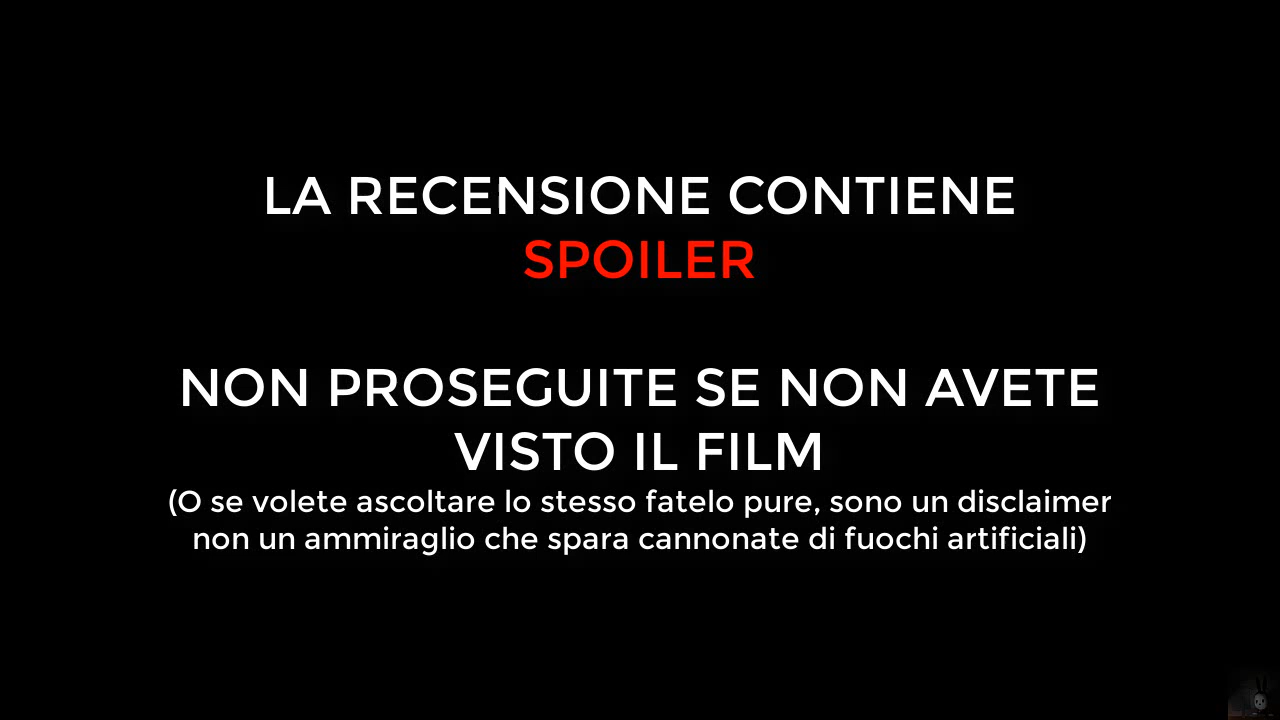 LA RECENSIONE CONTIENE
SPOILER
NON PROSEGUITE SE NON AVETE
VISTO IL FILM
(O se volete ascoltare lo stesso fatelo pure, sono un disclaimer
non un ammiraglio che spara cannonate di fuochi artificiali)